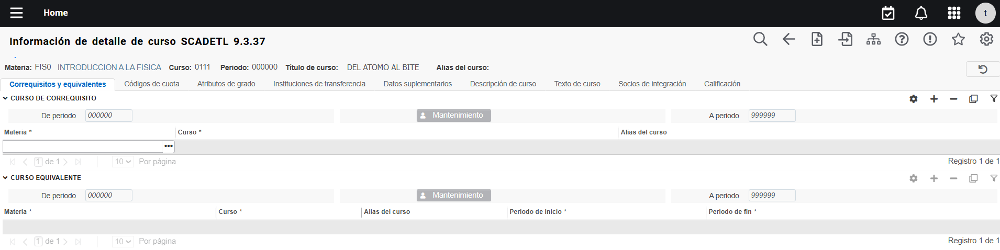 Home
t
Información de detalle de curso SCADETL 9.3.37
Materia: FIS0 INTRODUCCION A LA FISICA Curso: 0111 Periodo: 000000 Título de curso: DEL ATOMO AL BITE Alias del curso:
Correquisitos y equivalentes Códigos de cuota Atributos de grado Instituciones de transferencia Datos suplementarios Descripción de curso Texto de curso Socios de integración Calificación
CURSO DE CORREQUISITO
De periodo 000000 Mantenimiento A periodo 999999
Materia * Curso * Alias del curso
1 de 1 10 Por página Registro 1 de 1
CURSO EQUIVALENTE
De periodo 000000 Mantenimiento A periodo 999999
Materia * Curso * Alias del curso Periodo de inicio * Periodo de fin *
1 de 1 10 Por página Registro 1 de 1